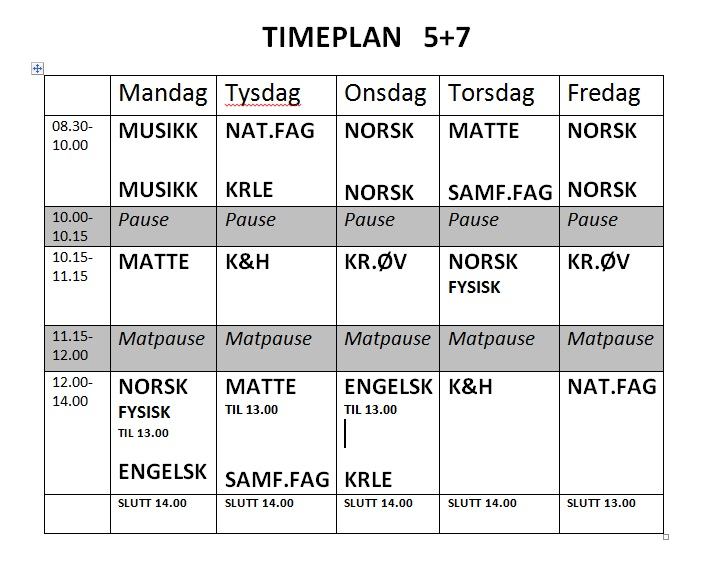 TIMEPLAN 5+7
Mandag Tysdag Onsdag Torsdag Fredag
08.30- MUSIKK NAT.FAG NORSK MATTE NORSK
10.00
MUSIKK KRLE NORSK SAMF.FAG NORSK
10.00- Pause Pause Pause Pause Pause
10.15
10.15- MATTE K&H KR.ØV NORSK KR.ØV
11.15 FYSISK
11.15- Matpause Matpause Matpause Matpause Matpause
12.00
12.00- NORSK MATTE ENGELSK K&H NAT.FAG
14.00 FYSISK TIL 13.00 TIL 13.00
TIL 13.00
ENGELSK SAMF.FAG KRLE
SLUTT 14.00 SLUTT 14.00 SLUTT 14.00 SLUTT 14.00 SLUTT 13.00